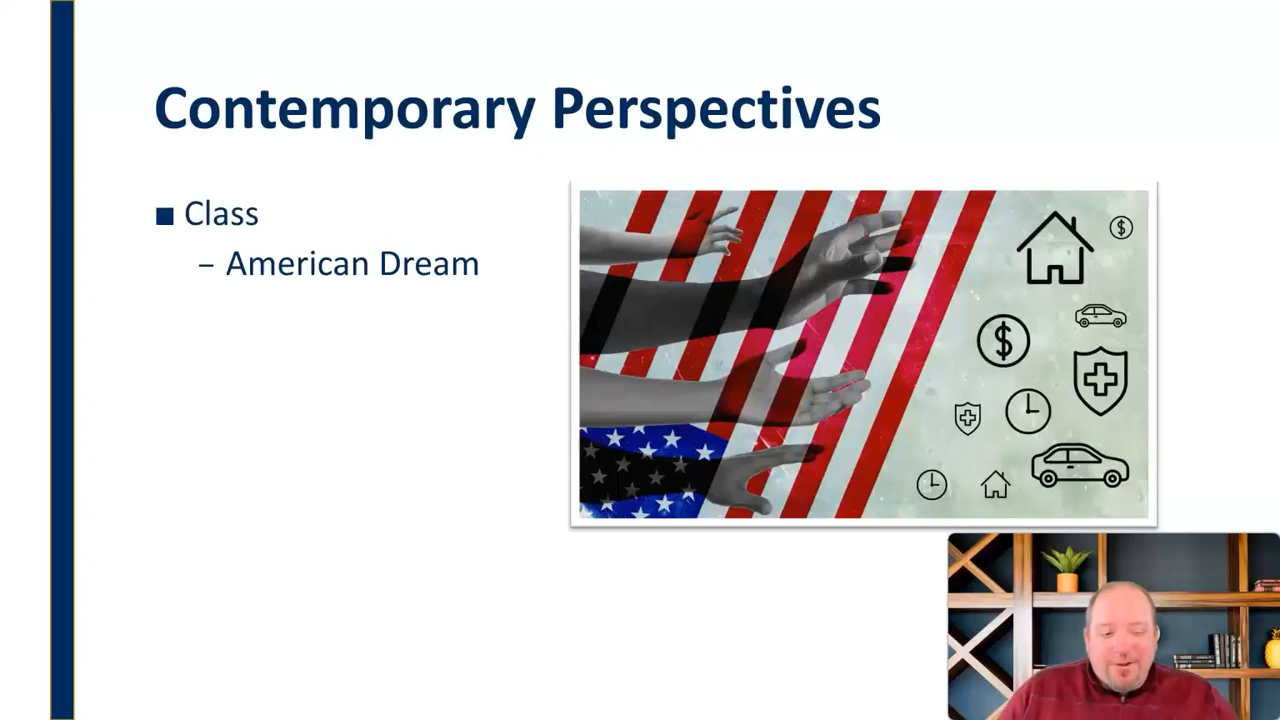 Contemporary Perspectives
■ Class
– American Dream
$
$